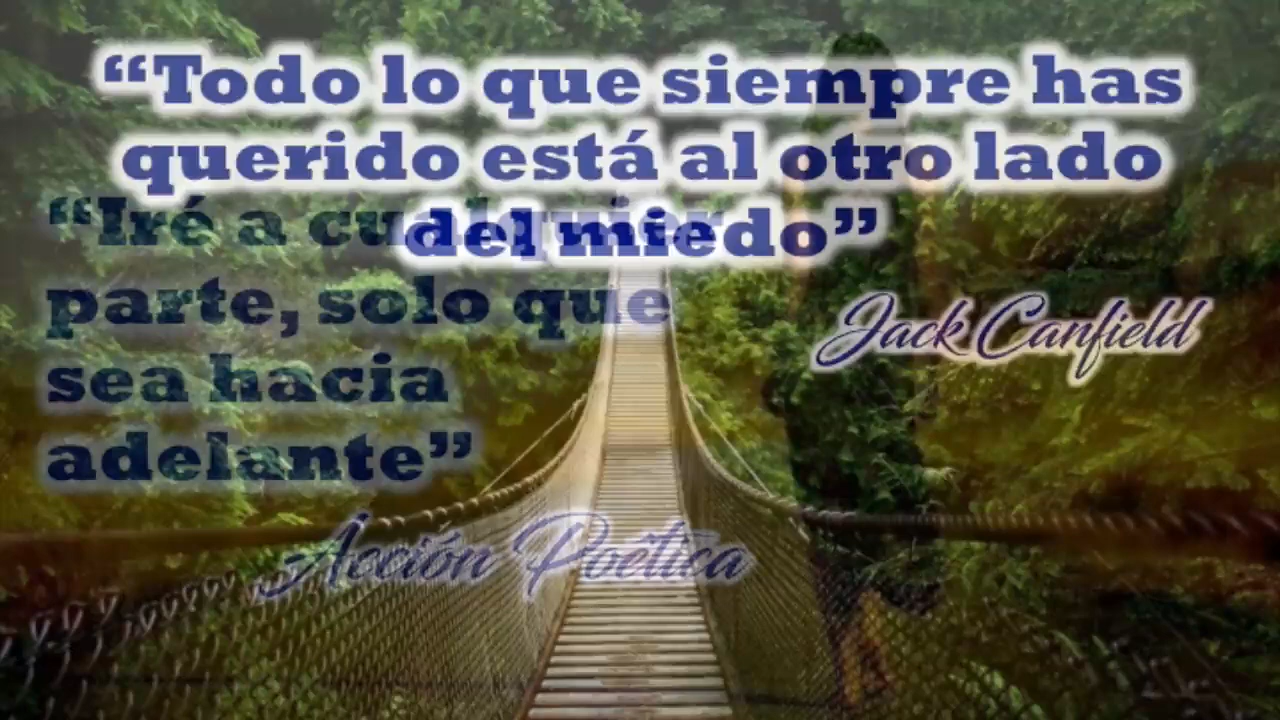 “Todo lo que siempre has
querido está al otro lado
del miedo”
Jack Canfield
“Iré a cualquier
parte, solo que
sea hacia
adelante”
Acción Poética